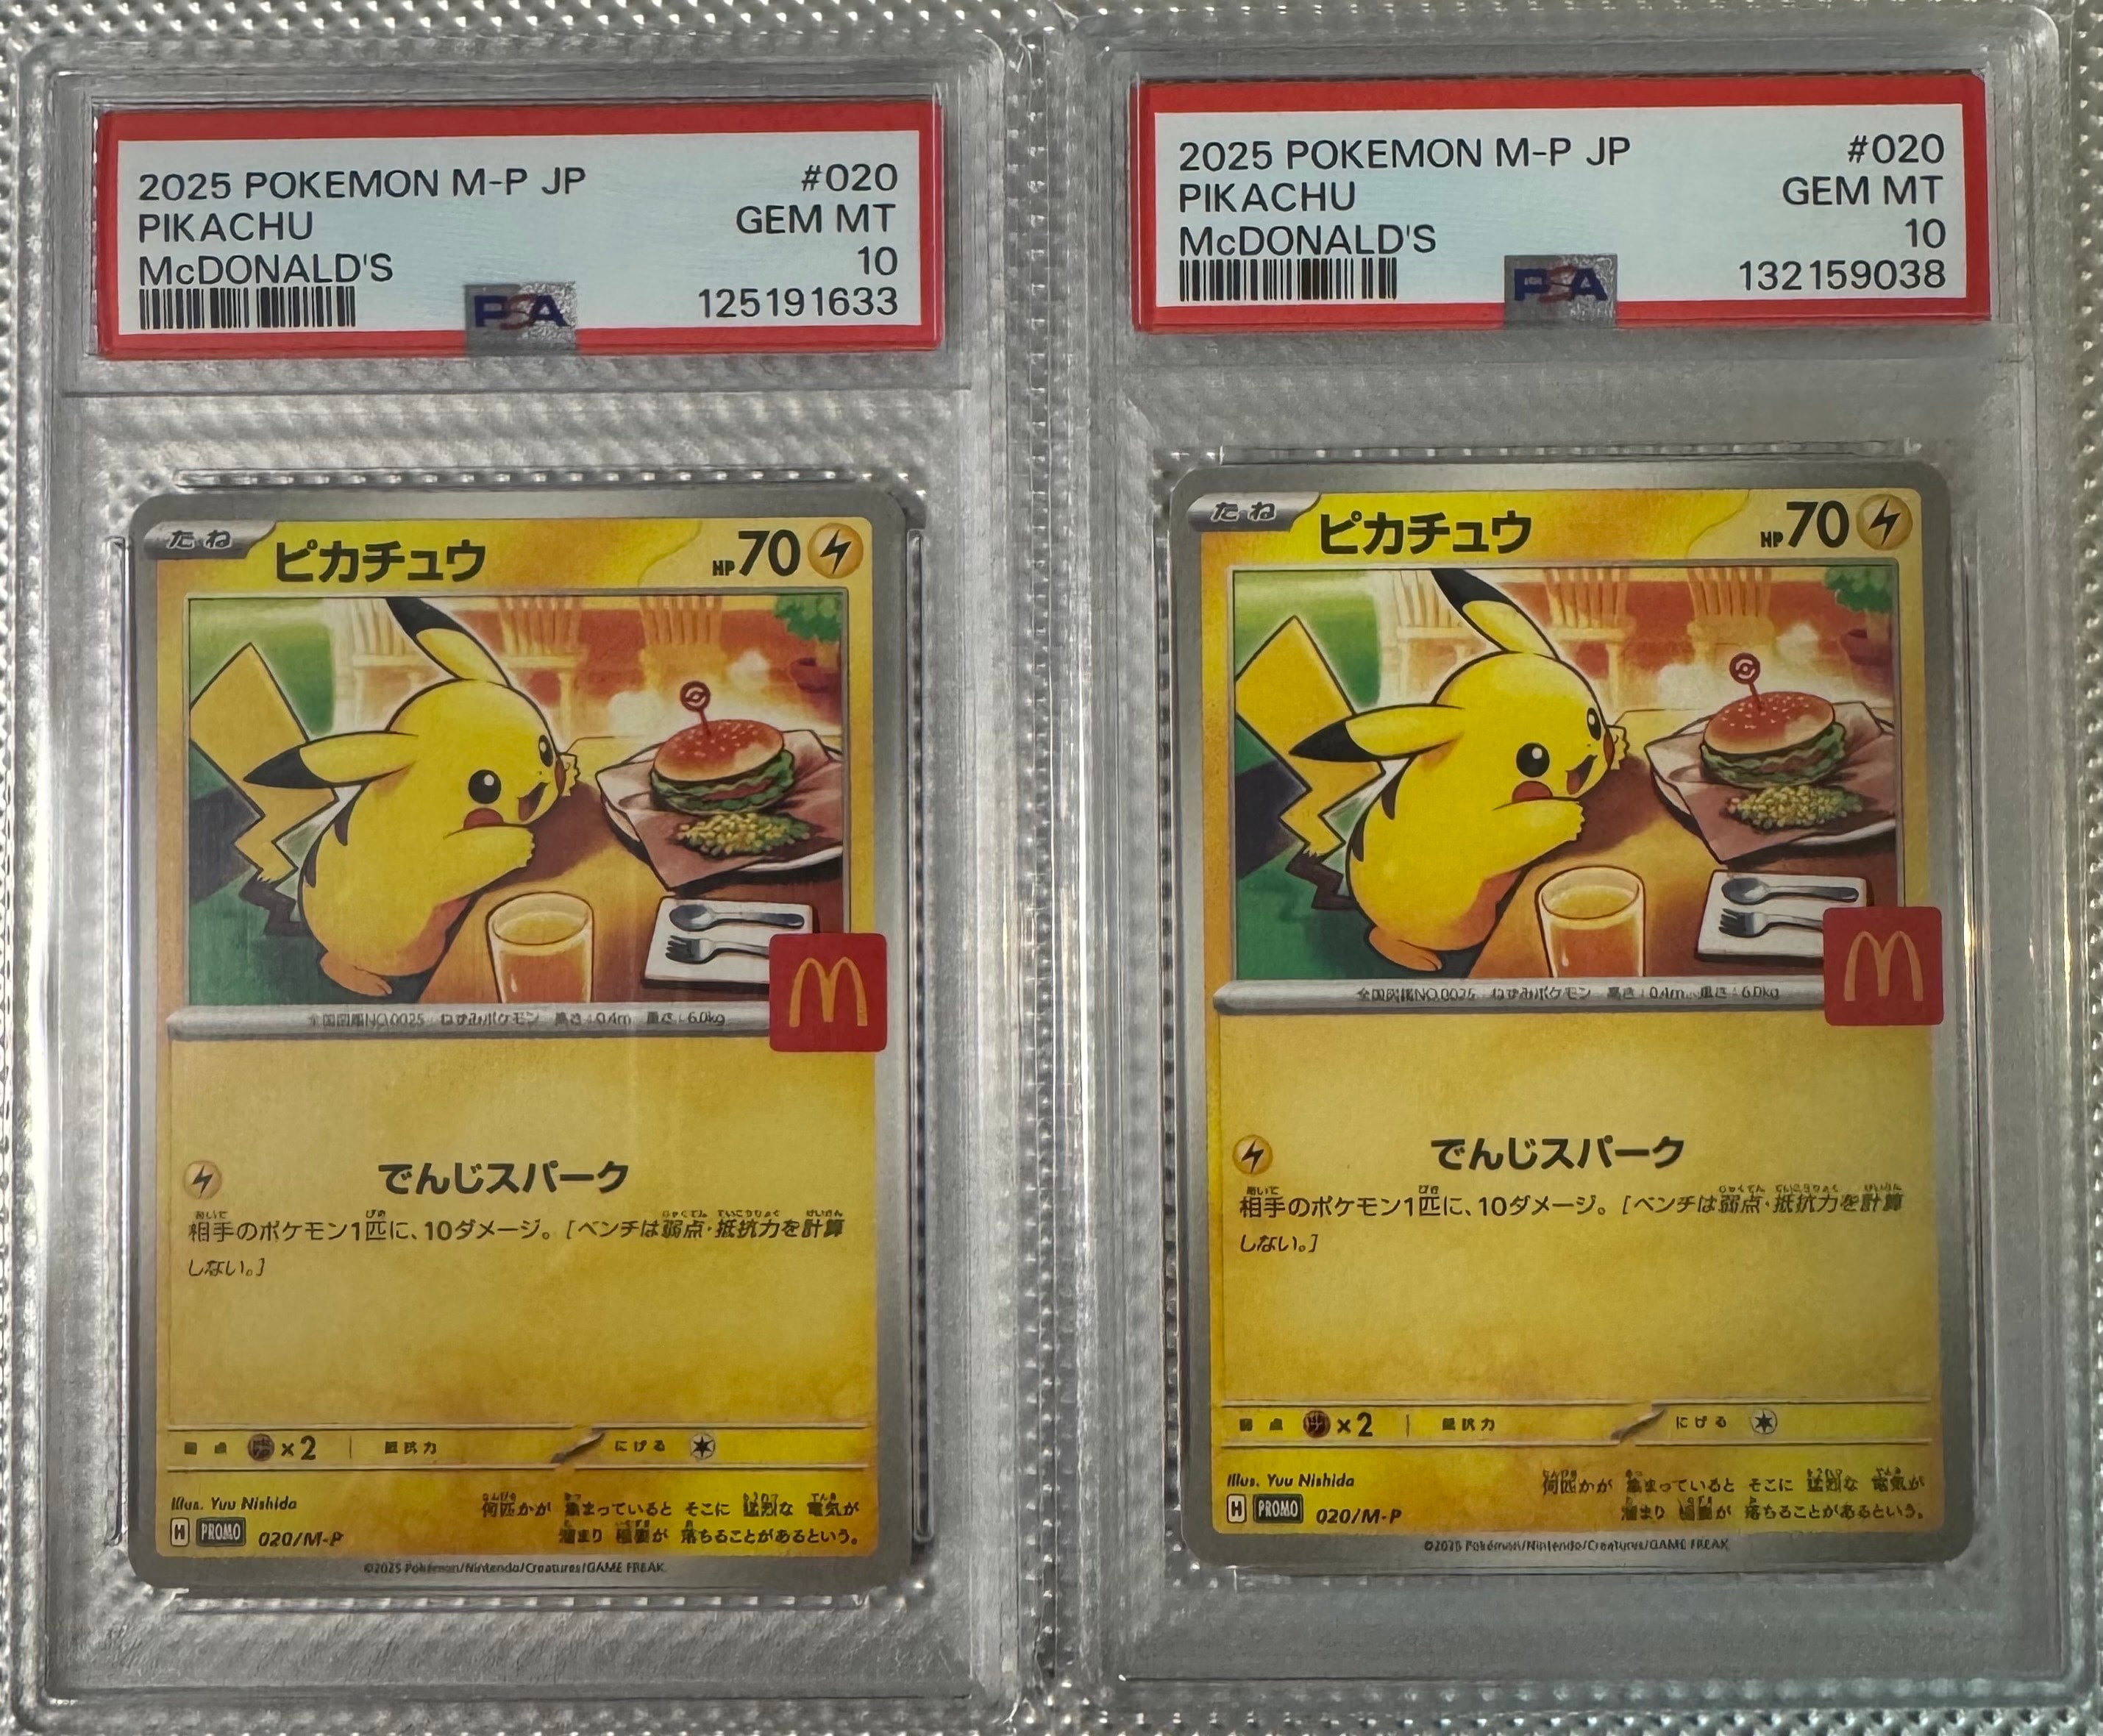 2025 POKEMON M-P JP #020
PIKACHU GEM MT
McDONALD'S 10
PSA 125191633
たね ピカチュウ HP70
全国図鑑NO.0025 ねずみポケモン 高さ:0.4m 重さ:6.0kg
M
でんじスパーク
相手のポケモン1匹に、10ダメージ。[ベンチは弱点・抵抗力を計算
しない。]
弱点 ×2 抵抗力 にげる
Illus. Yuu Nishida
H PROMO 020/M-P
何匹かが 集まっていると そこに 猛烈な 電気が
溜まり 稲妻が 落ちることがあるという。
©2025 Pokémon/Nintendo/Creatures/GAME FREAK
2025 POKEMON M-P JP #020
PIKACHU GEM MT
McDONALD'S 10
PSA 132159038
たね ピカチュウ HP70
全国図鑑NO.0025 ねずみポケモン 高さ:0.4m 重さ:6.0kg
M
でんじスパーク
相手のポケモン1匹に、10ダメージ。[ベンチは弱点・抵抗力を計算
しない。]
弱点 ×2 抵抗力 にげる
Illus. Yuu Nishida
H PROMO 020/M-P
何匹かが 集まっていると そこに 猛烈な 電気が
溜まり 稲妻が 落ちることがあるという。
©2025 Pokémon/Nintendo/Creatures/GAME FREAK